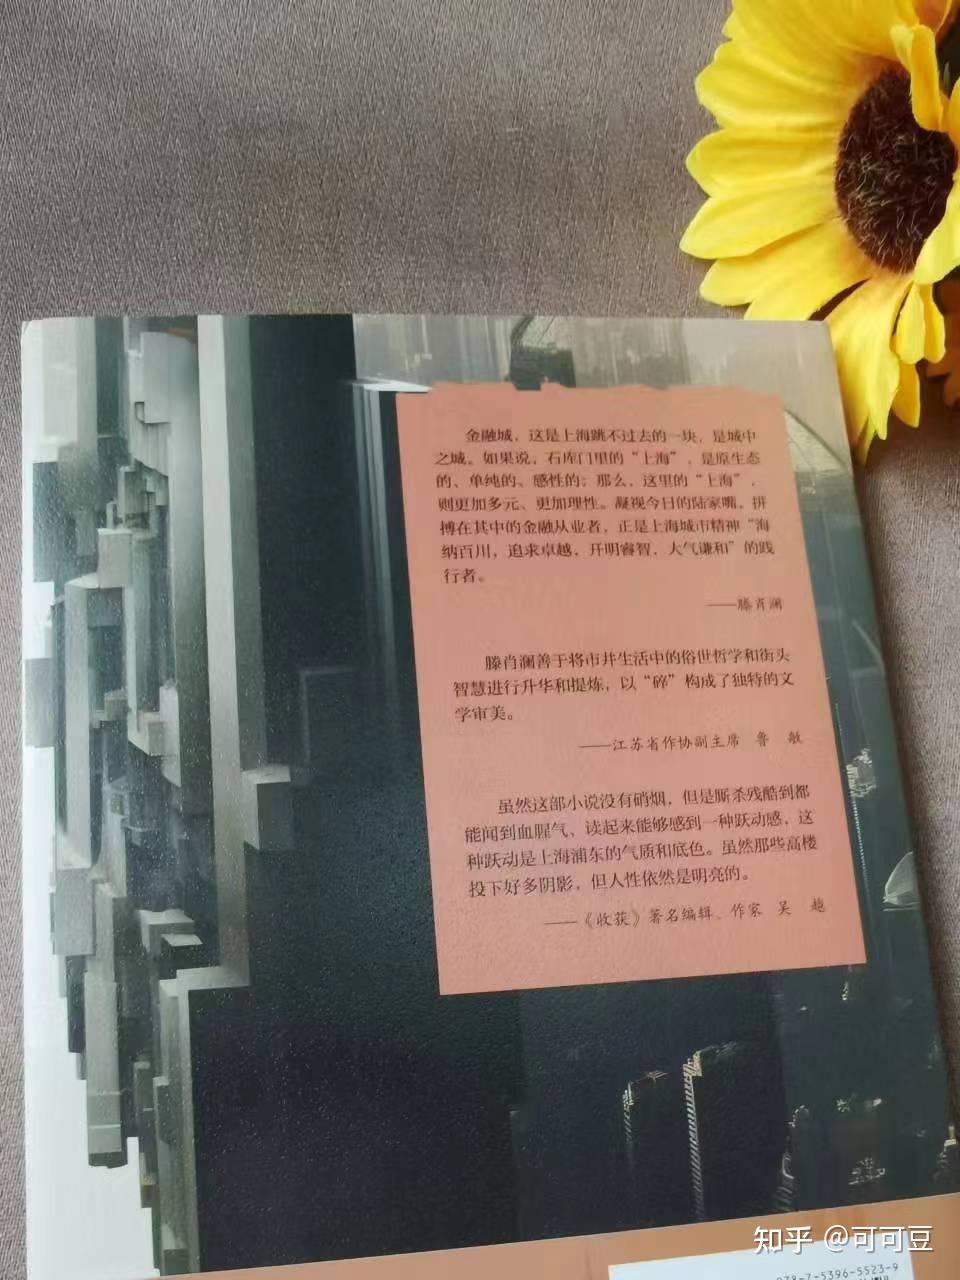 金融城，这是上海跳不过去的一块，是城中
之城。如果说，石库门里的“上海”，是原生态
的、单纯的、感性的；那么，这里的“上海”，
则更加多元、更加理性。凝视今日的陆家嘴，拼
搏在其中的金融从业者，正是上海城市精神“海
纳百川，追求卓越，开明睿智，大气谦和”的践
行者。
——滕肖澜
滕肖澜善于将市井生活中的俗世哲学和街头
智慧进行升华和提炼，以“碎”构成了独特的文
学审美。
——江苏省作协副主席 鲁 敏
虽然这部小说没有硝烟，但是厮杀残酷到都
能闻到血腥气、读起来能够感到一种跃动感，这
种跃动是上海浦东的气质和底色。虽然那些高楼
投下好多阴影，但人性依然是明亮的。
——《收获》著名编辑、作家 吴 越
知乎 @可可豆
978-7-5396-5523-9